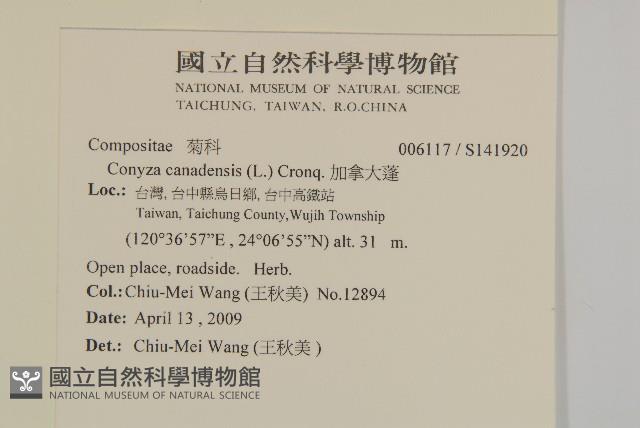 國立自然科學博物館
NATIONAL MUSEUM OF NATURAL SCIENCE
TAICHUNG, TAIWAN, R.O.CHINA
Compositae 菊科 006117 / S141920
Conyza canadensis (L.) Cronq. 加拿大蓬
Loc.: 台灣, 台中縣烏日鄉, 台中高鐵站
Taiwan, Taichung County,Wujih Township
(120°36’57”E , 24°06’55”N) alt. 31 m.
Open place, roadside. Herb.
Col.:Chiu-Mei Wang (王秋美) No.12894
Date: April 13 , 2009
Det.: Chiu-Mei Wang (王秋美 )
國立自然科學博物館
NATIONAL MUSEUM OF NATURAL SCIENCE